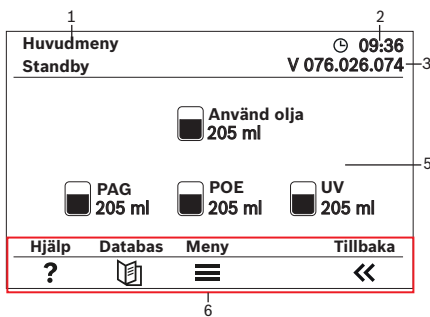 1 2
Huvudmeny 09:36
Standby V 076.026.074 3
Använd olja
205 ml
5
PAG POE UV
205 ml 205 ml 205 ml
Hjälp Databas Meny Tillbaka
?
6